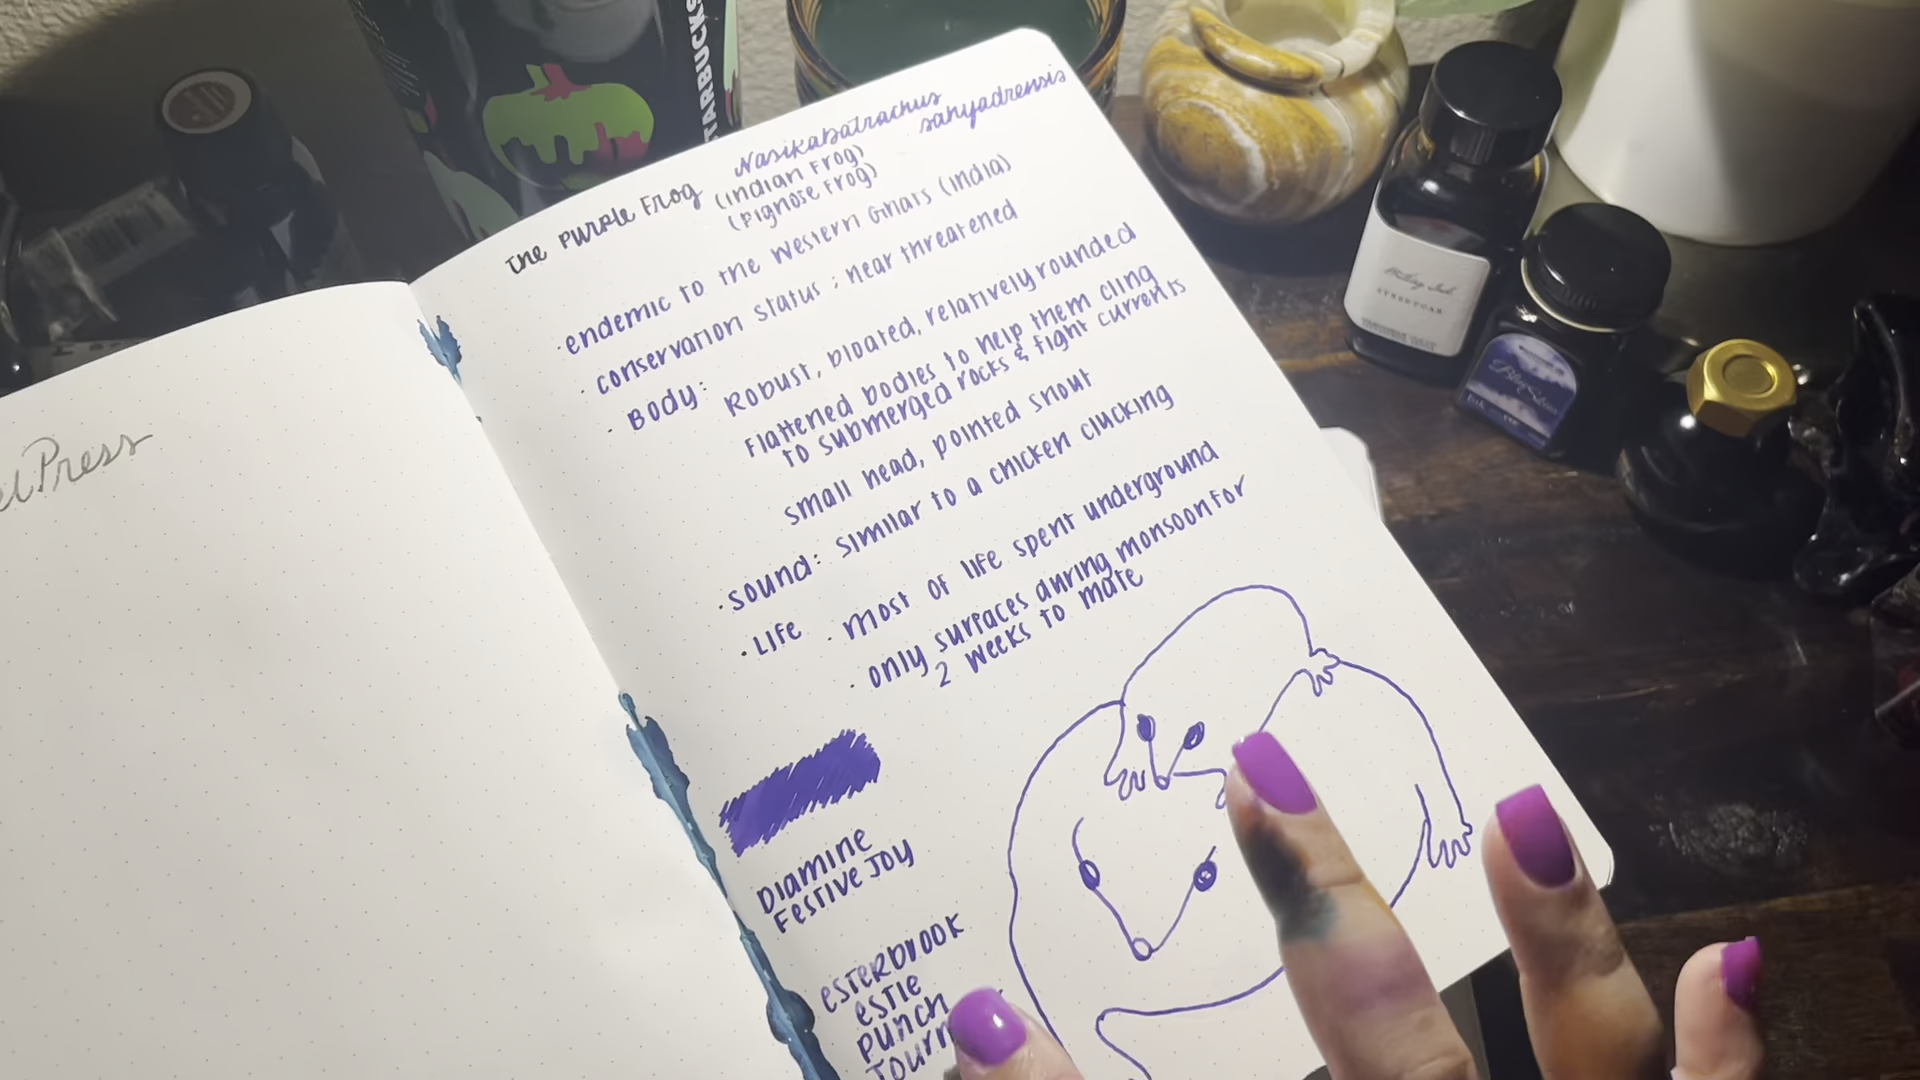 STARBUCKS
The Purple Frog
Nasikabatrachus
sahyadrensis
(Indian Frog)
(Pignose Frog)
· endemic to the Western Ghats (India)
· conservation status : near threatened
· Body: Robust, bloated, relatively rounded
Flattened bodies to help them cling
to submerged rocks & fight currents
small head, pointed snout
· Sound: similar to a chicken clucking
· Life · Most of life spent underground
· only surfaces during monsoon for
2 weeks to mate
Diamine
Festive Joy
Esterbrook
Estie
Punch
Journ
Press
STREETCAR